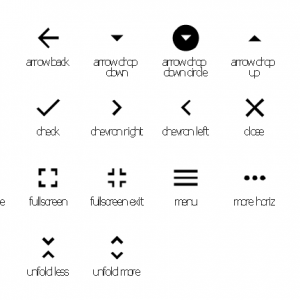 arrow back
arrow drop down
arrow drop down circle
arrow drop up
check
chevron right
chevron left
close
fullscreen
fullscreen exit
menu
more horiz
unfold less
unfold more